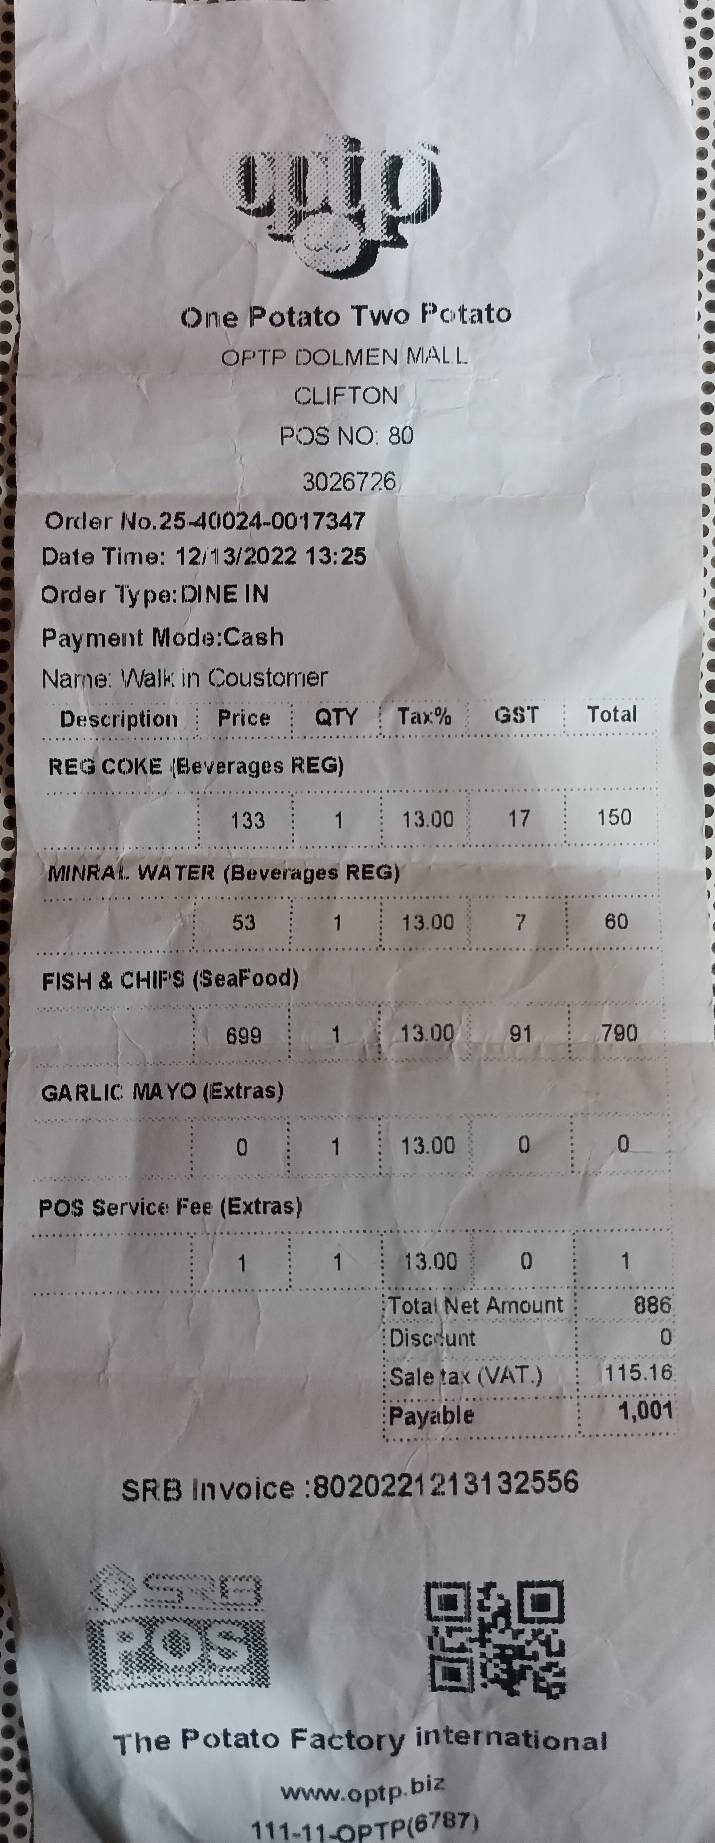 optp
One Potato Two Potato
OPTP DOLMEN MALL
CLIFTON
POS NO: 80
3026726
Order No.25-40024-0017347
Date Time: 12/13/2022 13:25
Order Type:DINE IN
Payment Mode:Cash
Name: Walk in Coustomer
Description Price QTY Tax% GST Total
REG COKE (Beverages REG)
133 1 13.00 17 150
MINRAL WATER (Beverages REG)
53 1 13.00 7 60
FISH & CHIPS (SeaFood)
699 1 13.00 91 790
GARLIC MAYO (Extras)
0 1 13.00 0 0
POS Service Fee (Extras)
1 1 13.00 0 1
Total Net Amount 886
Discount 0
Sale tax (VAT.) 115.16
Payable 1,001
SRB Invoice :8020221213132556
SRB
POS
The Potato Factory international
www.optp.biz
111-11-OPTP(6787)